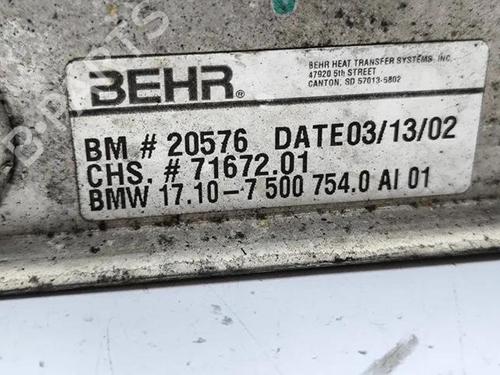 BEHR®
BEHR HEAT TRANSFER SYSTEMS, INC.
47920 5th STREET
CANTON, SD 57013-5802
BM # 20576 DATE03/13/02
CHS. # 71672.01
BMW 17.10-7 500 754.0 AI 01